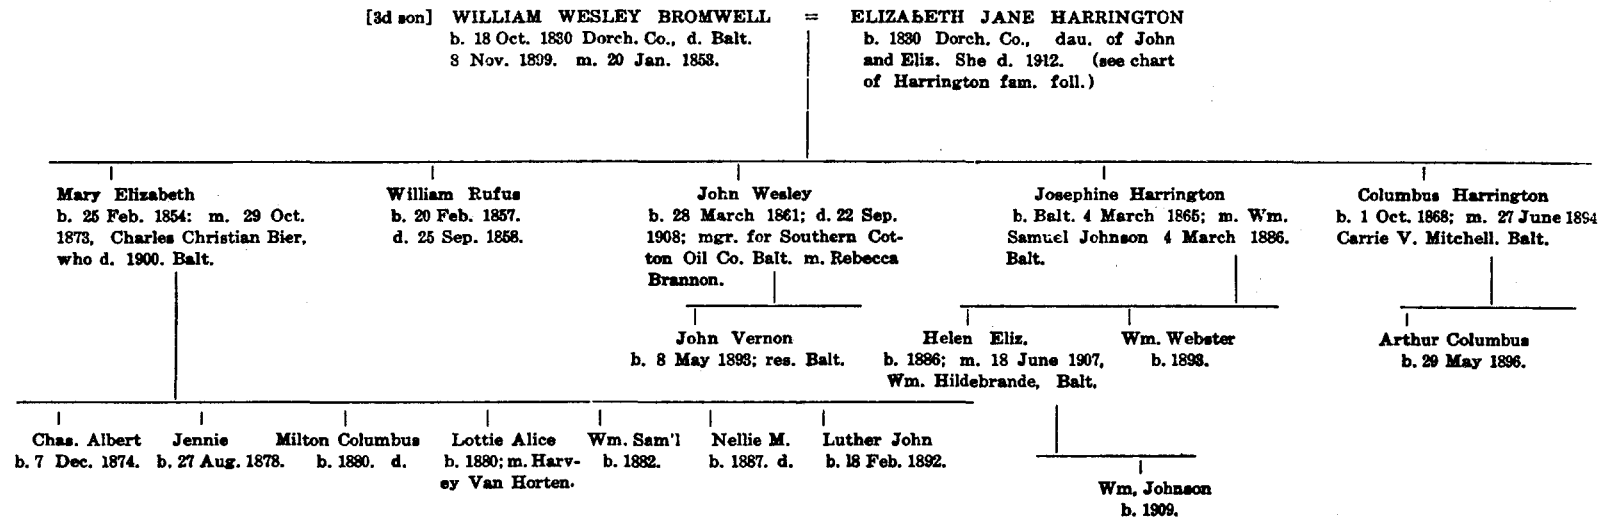 [3d son] WILLIAM WESLEY BROMWELL = ELIZABETH JANE HARRINGTON
b. 18 Oct. 1830 Dorch. Co., d. Balt.
8 Nov. 1899. m. 20 Jan. 1853.
b. 1830 Dorch. Co., dau. of John
and Eliz. She d. 1912. (see chart
of Harrington fam. foll.)
Mary Elizabeth
b. 25 Feb. 1854: m. 29 Oct.
1873, Charles Christian Bier,
who d. 1900. Balt.
William Rufus
b. 20 Feb. 1857.
d. 25 Sep. 1858.
John Wesley
b. 28 March 1861; d. 22 Sep.
1908; mgr. for Southern Cot-
ton Oil Co. Balt. m. Rebecca
Brannon.
Josephine Harrington
b. Balt. 4 March 1865; m. Wm.
Samuel Johnson 4 March 1886.
Balt.
Columbus Harrington
b. 1 Oct. 1868; m. 27 June 1894
Carrie V. Mitchell. Balt.
John Vernon
b. 8 May 1893; res. Balt.
Helen Eliz.
b. 1886; m. 18 June 1907,
Wm. Hildebrande, Balt.
Wm. Webster
b. 1893.
Arthur Columbus
b. 29 May 1896.
Chas. Albert
b. 7 Dec. 1874.
Jennie
b. 27 Aug. 1878.
Milton Columbus
b. 1880. d.
Lottie Alice
b. 1880; m. Harv-
ey Van Horten.
Wm. Sam'l
b. 1882.
Nellie M.
b. 1887. d.
Luther John
b. 18 Feb. 1892.
Wm. Johnson
b. 1909.